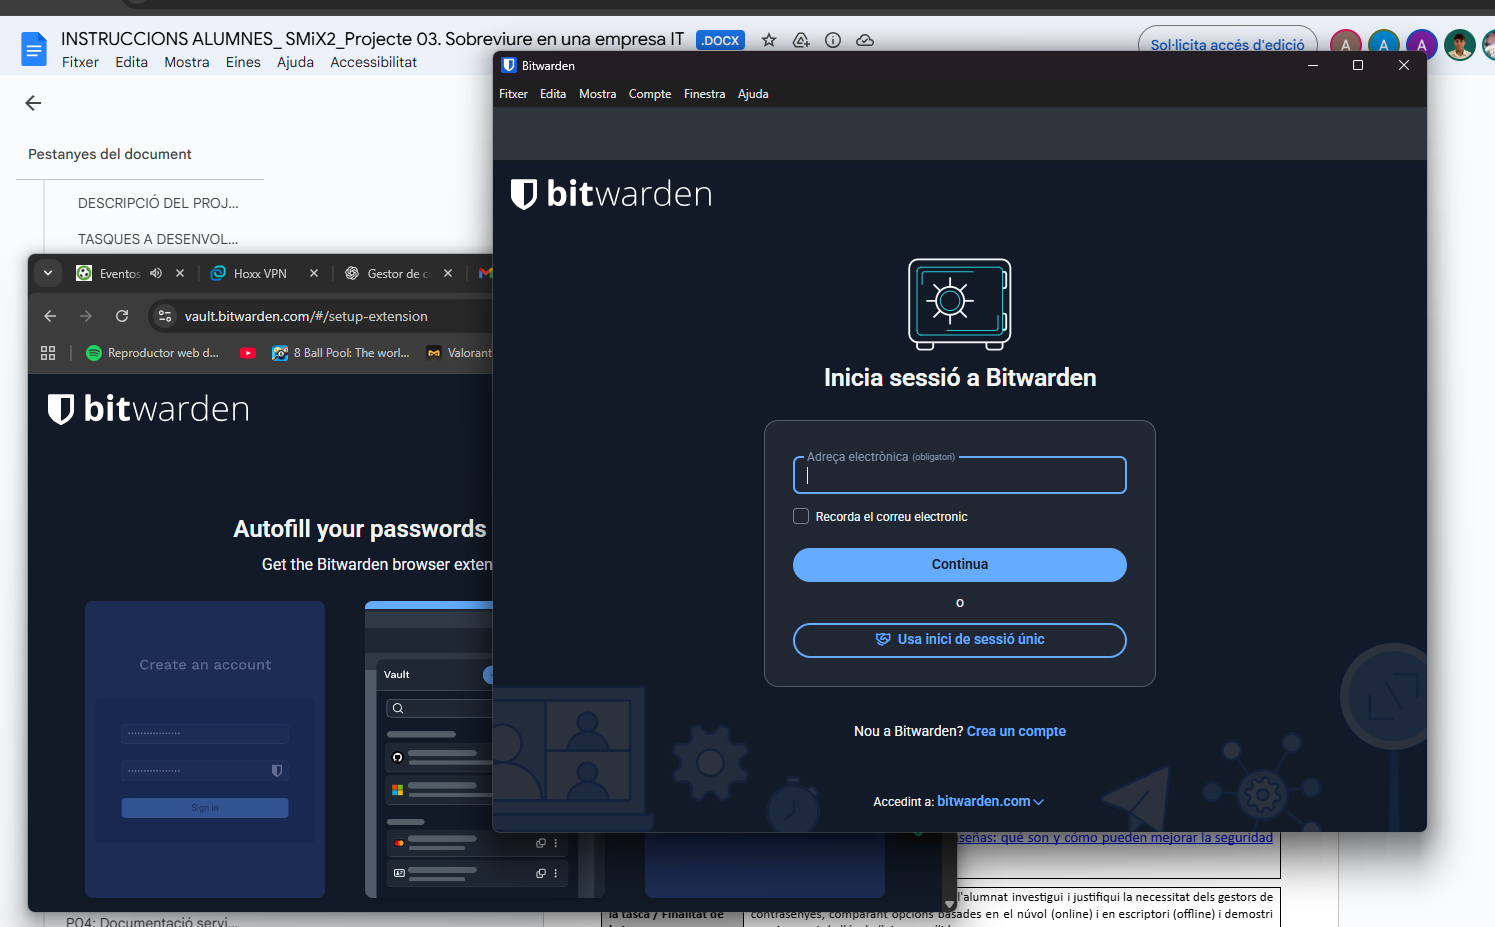 INSTRUCCIONS ALUMNES_ SMiX2_Projecte 03. Sobreviure en una empresa IT .DOCX
Sol·licita accés d'edició
A A A
Fitxer Edita Mostra Eines Ajuda Accessibilitat
Pestanyes del document
DESCRIPCIÓ DEL PROJ...
TASQUES A DESENVOL...
Eventos
Hoxx VPN
Gestor de
vault.bitwarden.com/#/setup-extension
Reproductor web d...
8 Ball Pool: The worl...
Valorant
bitwarden
Autofill your passwords
Get the Bitwarden browser exten
Create an account
Sign In
Vault
Bitwarden
Fitxer Edita Mostra Compte Finestra Ajuda
bitwarden
Inicia sessió a Bitwarden
Adreça electrònica (obligatori)
Recorda el correu electronic
Continua
o
Usa inici de sessió únic
Nou a Bitwarden? Crea un compte
Accedint a: bitwarden.com
señas: qué son y cómo pueden mejorar la seguridad
P04: Documentació servi...
la tasca / Finalitat de
l'alumnat investigui i justifiqui la necessitat dels gestors de
contrasenyes, comparant opcions basades en el núvol (online) i en escriptori (offline) i demostri